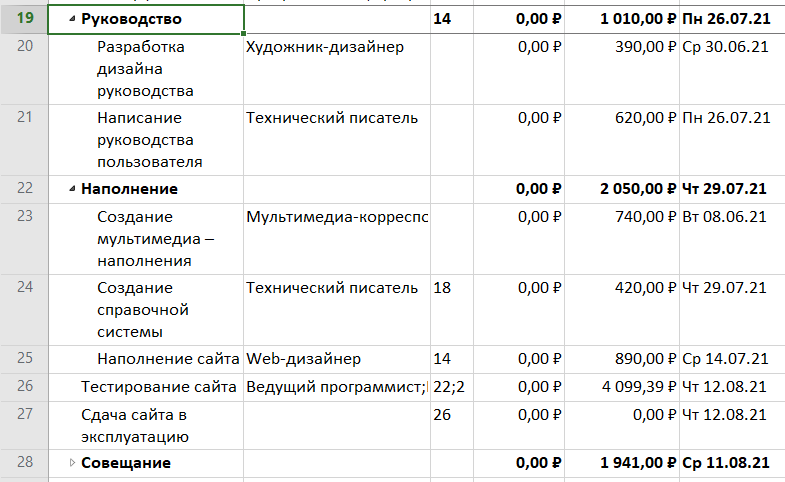 19 Руководство 14 0,00 ₽ 1 010,00 ₽ Пн 26.07.21
20 Разработка Художник-дизайнер 0,00 ₽ 390,00 ₽ Ср 30.06.21
дизайна
руководства
21 Написание Технический писатель 0,00 ₽ 620,00 ₽ Пн 26.07.21
руководства
пользователя
22 Наполнение 0,00 ₽ 2 050,00 ₽ Чт 29.07.21
23 Создание Мультимедиа-корреспо 0,00 ₽ 740,00 ₽ Вт 08.06.21
мультимедиа –
наполнения
24 Создание Технический писатель 18 0,00 ₽ 420,00 ₽ Чт 29.07.21
справочной
системы
25 Наполнение сайта Web-дизайнер 14 0,00 ₽ 890,00 ₽ Ср 14.07.21
26 Тестирование сайта Ведущий программист; 22;2 0,00 ₽ 4 099,39 ₽ Чт 12.08.21
27 Сдача сайта в 26 0,00 ₽ 0,00 ₽ Чт 12.08.21
эксплуатацию
28 Совещание 0,00 ₽ 1 941,00 ₽ Ср 11.08.21